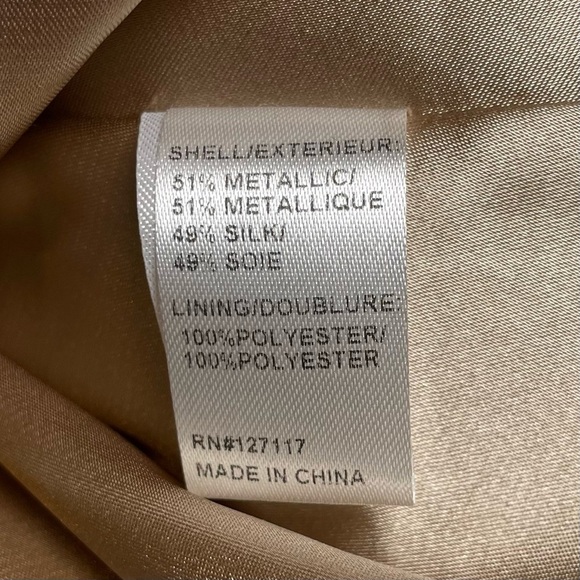 SHELL/EXTERIEUR:
51% METALLIC/
51% METALLIQUE
49% SILK/
49% SOIE
LINING/DOUBLURE:
100%POLYESTER/
100%POLYESTER
RN#127117
MADE IN CHINA